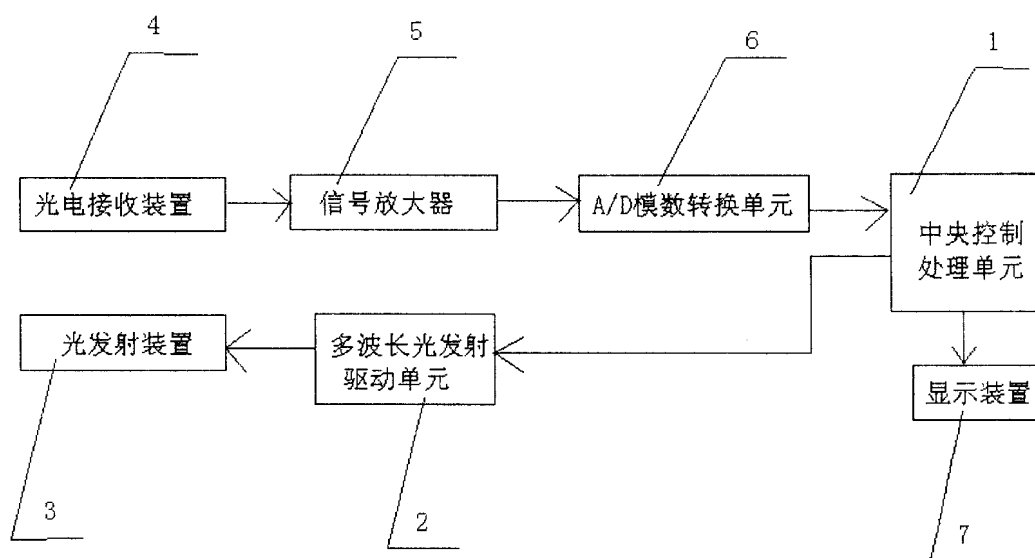 4
5
6
1
光电接收装置
信号放大器
A/D模数转换单元
中央控制
处理单元
光发射装置
多波长光发射
驱动单元
显示装置
3
2
7